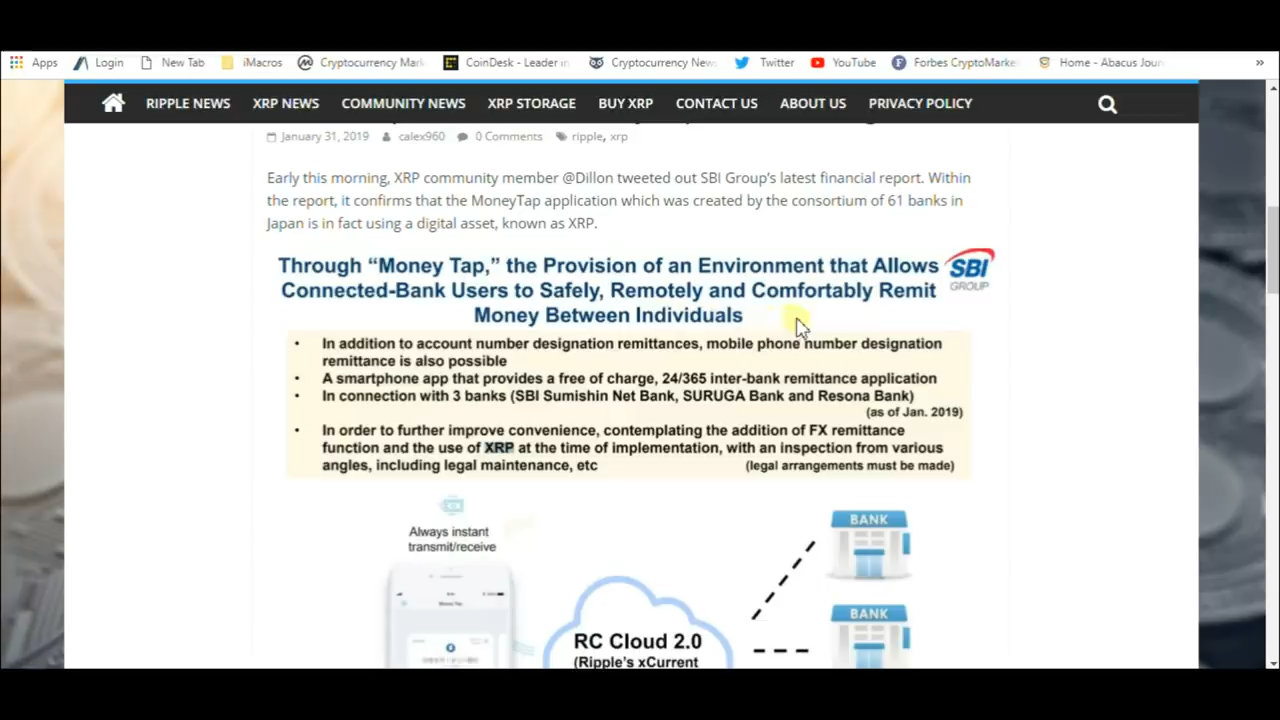 Apps Login New Tab iMacros Cryptocurrency Mark CoinDesk - Leader in Cryptocurrency News Twitter YouTube Forbes CryptoMarke Home - Abacus Jour »
RIPPLE NEWS XRP NEWS COMMUNITY NEWS XRP STORAGE BUY XRP CONTACT US ABOUT US PRIVACY POLICY
January 31, 2019 calex960 0 Comments ripple, xrp
Early this morning, XRP community member @Dillon tweeted out SBI Group's latest financial report. Within
the report, it confirms that the MoneyTap application which was created by the consortium of 61 banks in
Japan is in fact using a digital asset, known as XRP.
Through “Money Tap,” the Provision of an Environment that Allows
Connected-Bank Users to Safely, Remotely and Comfortably Remit
Money Between Individuals
SBI
GROUP
• In addition to account number designation remittances, mobile phone number designation
remittance is also possible
• A smartphone app that provides a free of charge, 24/365 inter-bank remittance application
• In connection with 3 banks (SBI Sumishin Net Bank, SURUGA Bank and Resona Bank)
(as of Jan. 2019)
• In order to further improve convenience, contemplating the addition of FX remittance
function and the use of XRP at the time of implementation, with an inspection from various
angles, including legal maintenance, etc (legal arrangements must be made)
Always instant
transmit/receive
Money Tap
BANK
BANK
RC Cloud 2.0
(Ripple's xCurrent